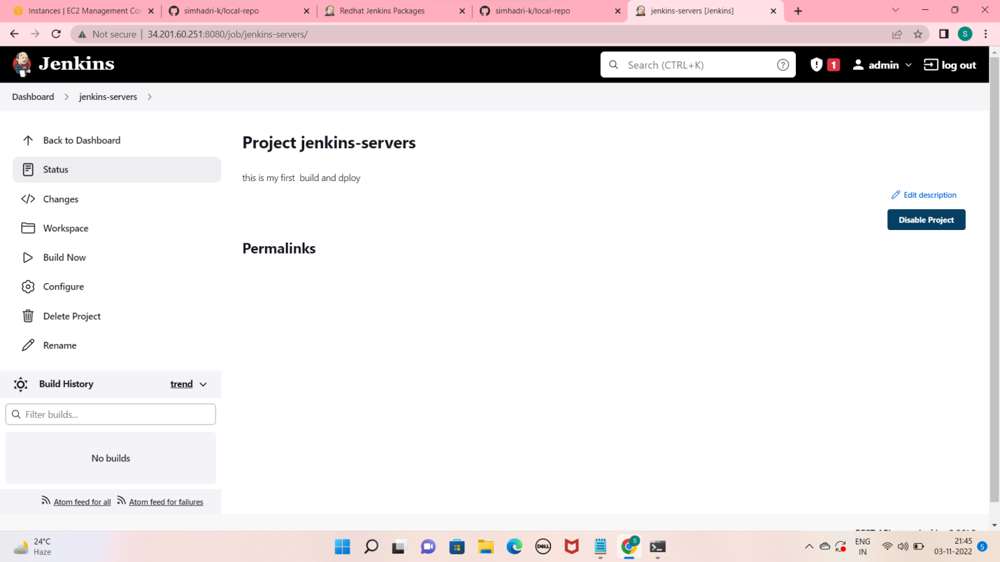 Instances | EC2 Management Cor
simhadri-k/local-repo
Redhat Jenkins Packages
simhadri-k/local-repo
jenkins-servers [Jenkins]
Not secure
34.201.60.251:8080/job/jenkins-servers/
S
Jenkins
Search (CTRL+K)
1
admin
log out
Dashboard
jenkins-servers
Back to Dashboard
Status
Changes
Workspace
Build Now
Configure
Delete Project
Rename
Build History
trend
Filter builds...
No builds
Atom feed for all
Atom feed for failures
Project jenkins-servers
this is my first build and dploy
Edit description
Disable Project
Permalinks
24°C
Haze
DELL
S
ENG
IN
21:45
03-11-2022
5